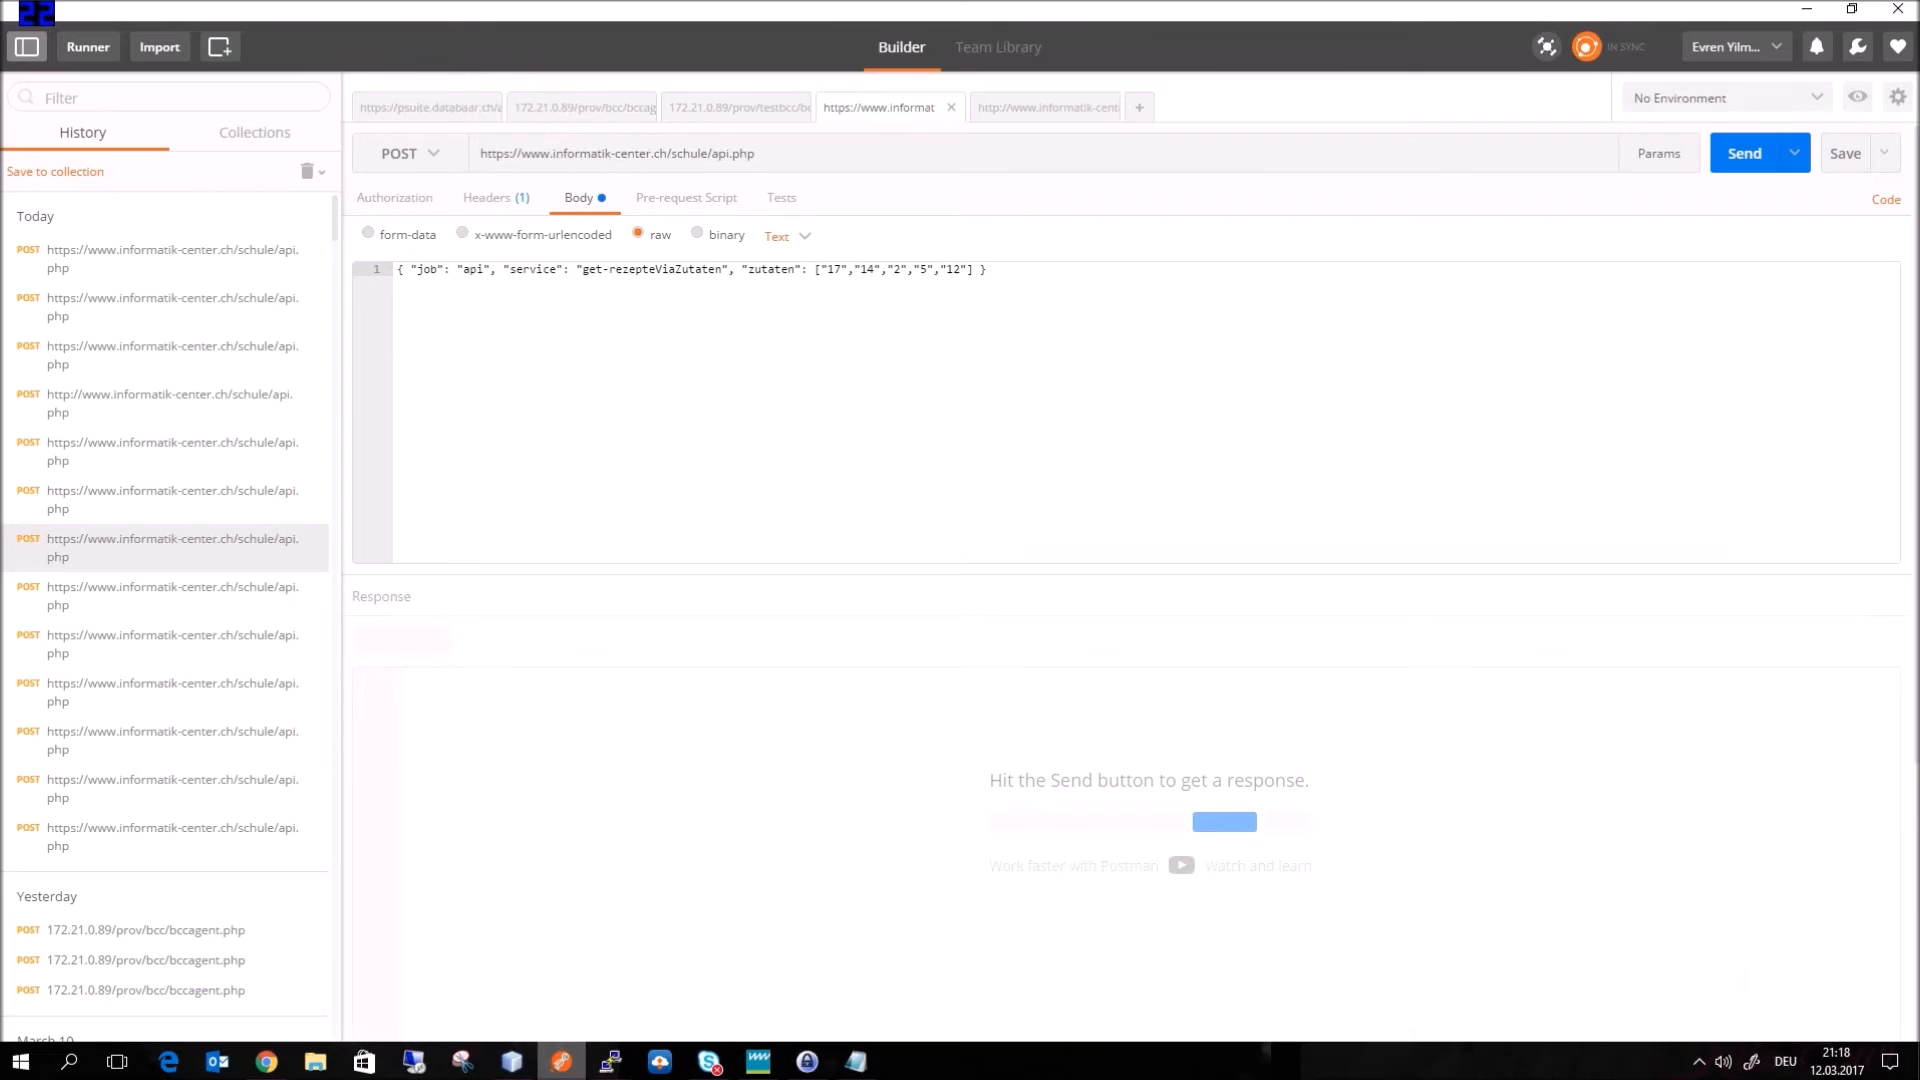 22
Runner
Import
Builder
Team Library
IN SYNC
Evren Yilm...
Filter
History
Collections
Save to collection
Today
POST https://www.informatik-center.ch/schule/api.
php
POST https://www.informatik-center.ch/schule/api.
php
POST https://www.informatik-center.ch/schule/api.
php
POST http://www.informatik-center.ch/schule/api.
php
POST https://www.informatik-center.ch/schule/api.
php
POST https://www.informatik-center.ch/schule/api.
php
POST https://www.informatik-center.ch/schule/api.
php
POST https://www.informatik-center.ch/schule/api.
php
POST https://www.informatik-center.ch/schule/api.
php
POST https://www.informatik-center.ch/schule/api.
php
POST https://www.informatik-center.ch/schule/api.
php
POST https://www.informatik-center.ch/schule/api.
php
POST https://www.informatik-center.ch/schule/api.
php
Yesterday
POST 172.21.0.89/prov/bcc/bccagent.php
POST 172.21.0.89/prov/bcc/bccagent.php
POST 172.21.0.89/prov/bcc/bccagent.php
March 10
https://psuite.databaar.ch/a
172.21.0.89/prov/bcc/bccag
172.21.0.89/prov/testbcc/bc
https://www.informat
http://www.informatik-cent
No Environment
POST
https://www.informatik-center.ch/schule/api.php
Params
Send
Save
Authorization
Headers (1)
Body
Pre-request Script
Tests
Code
form-data
x-www-form-urlencoded
raw
binary
Text
1 { "job": "api", "service": "get-rezepteViaZutaten", "zutaten": ["17","14","2","5","12"] }
Response
Hit the Send button to get a response.
Work faster with Postman
Watch and learn
DEU
21:18
12.03.2017